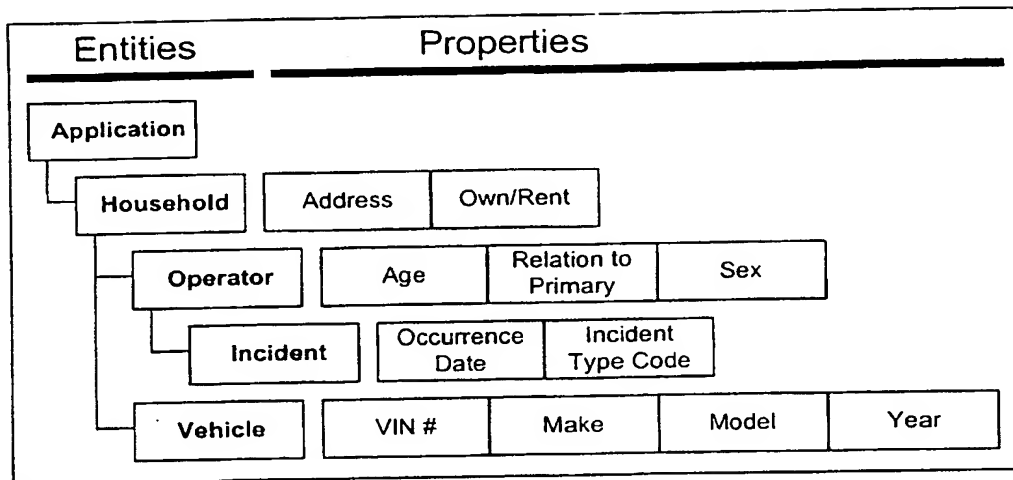 Entities Properties
Application
Household Address Own/Rent
Operator Age Relation to
Primary Sex
Incident Occurrence
Date Incident
Type Code
Vehicle VIN # Make Model Year